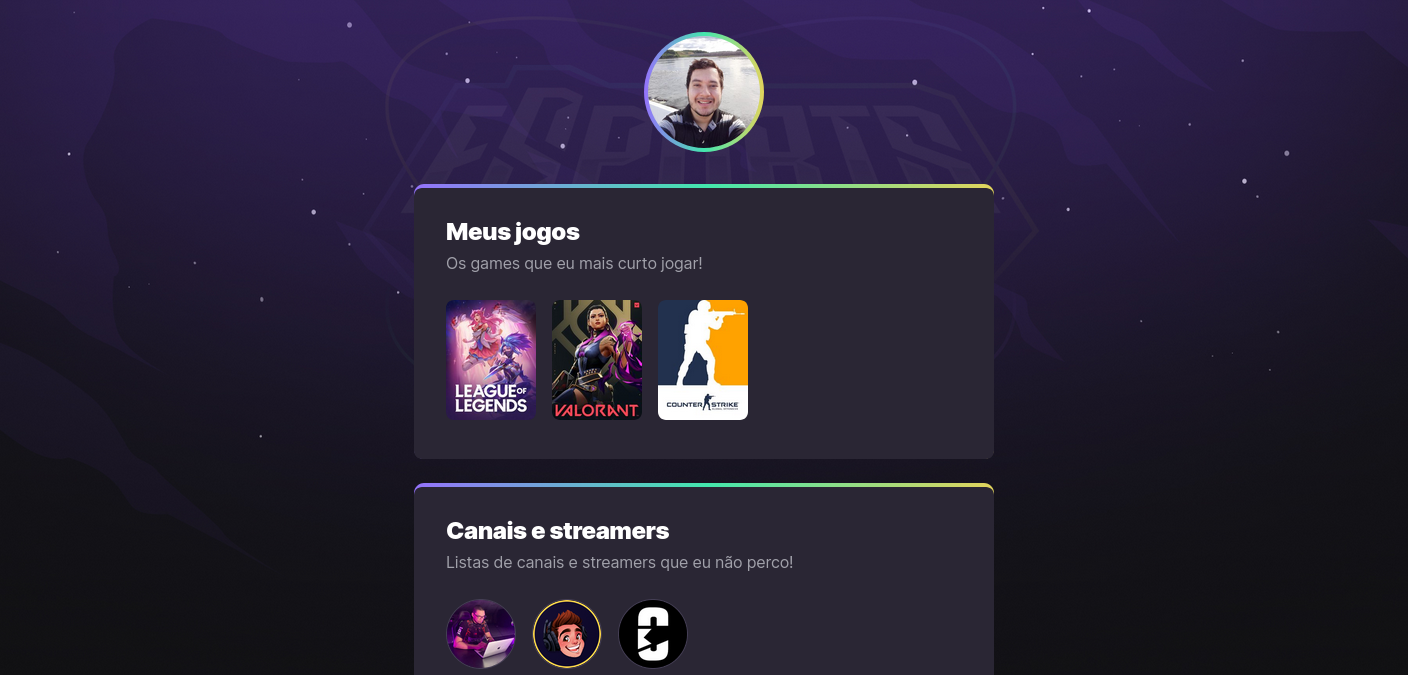 ESPORTS
Meus jogos
Os games que eu mais curto jogar!
LEAGUE OF
LEGENDS
VALORANT
COUNTER STRIKE
Canais e streamers
Listas de canais e streamers que eu não perco!